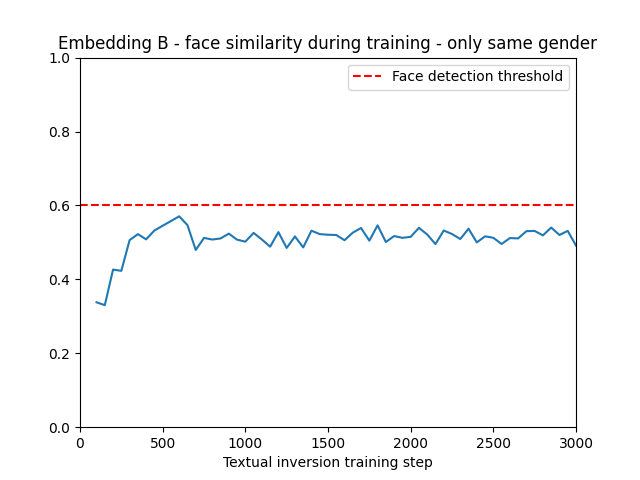 Embedding B - face similarity during training - only same gender
1.0
Face detection threshold
0.8
0.6
0.4
0.2
0.0
0 500 1000 1500 2000 2500 3000
Textual inversion training step